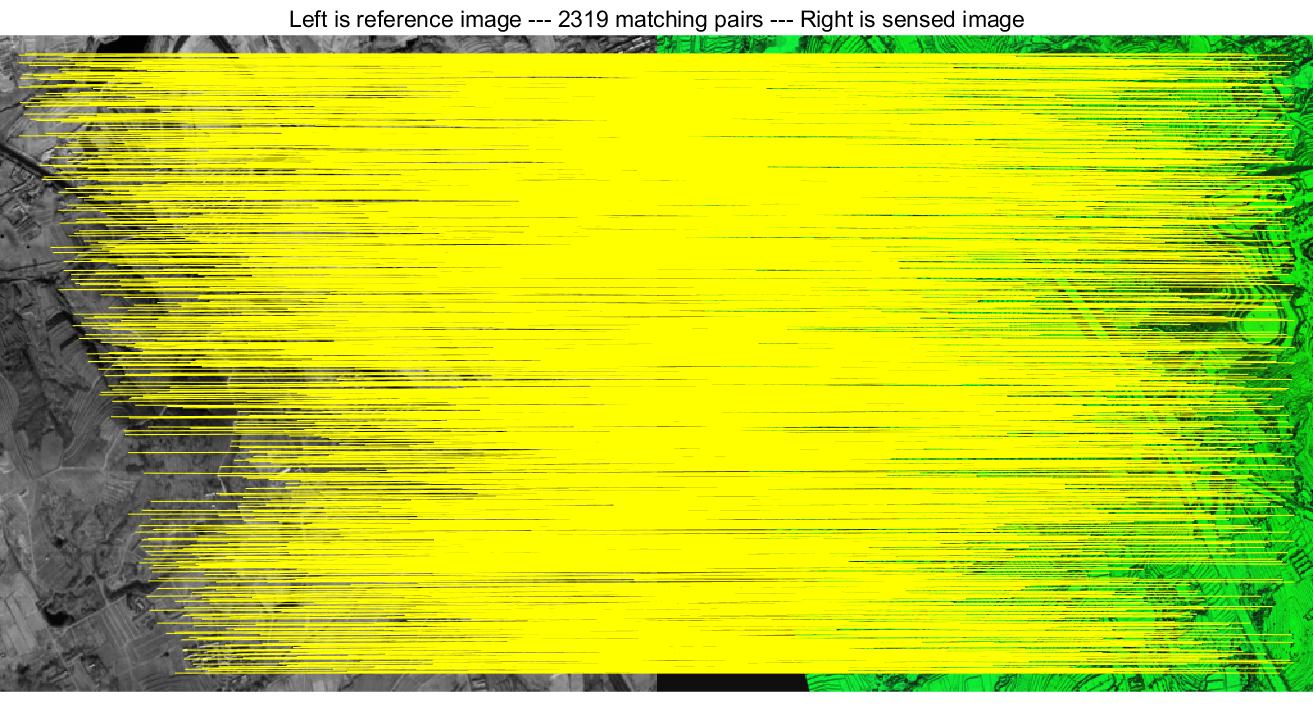 Left is reference image --- 2319 matching pairs --- Right is sensed image